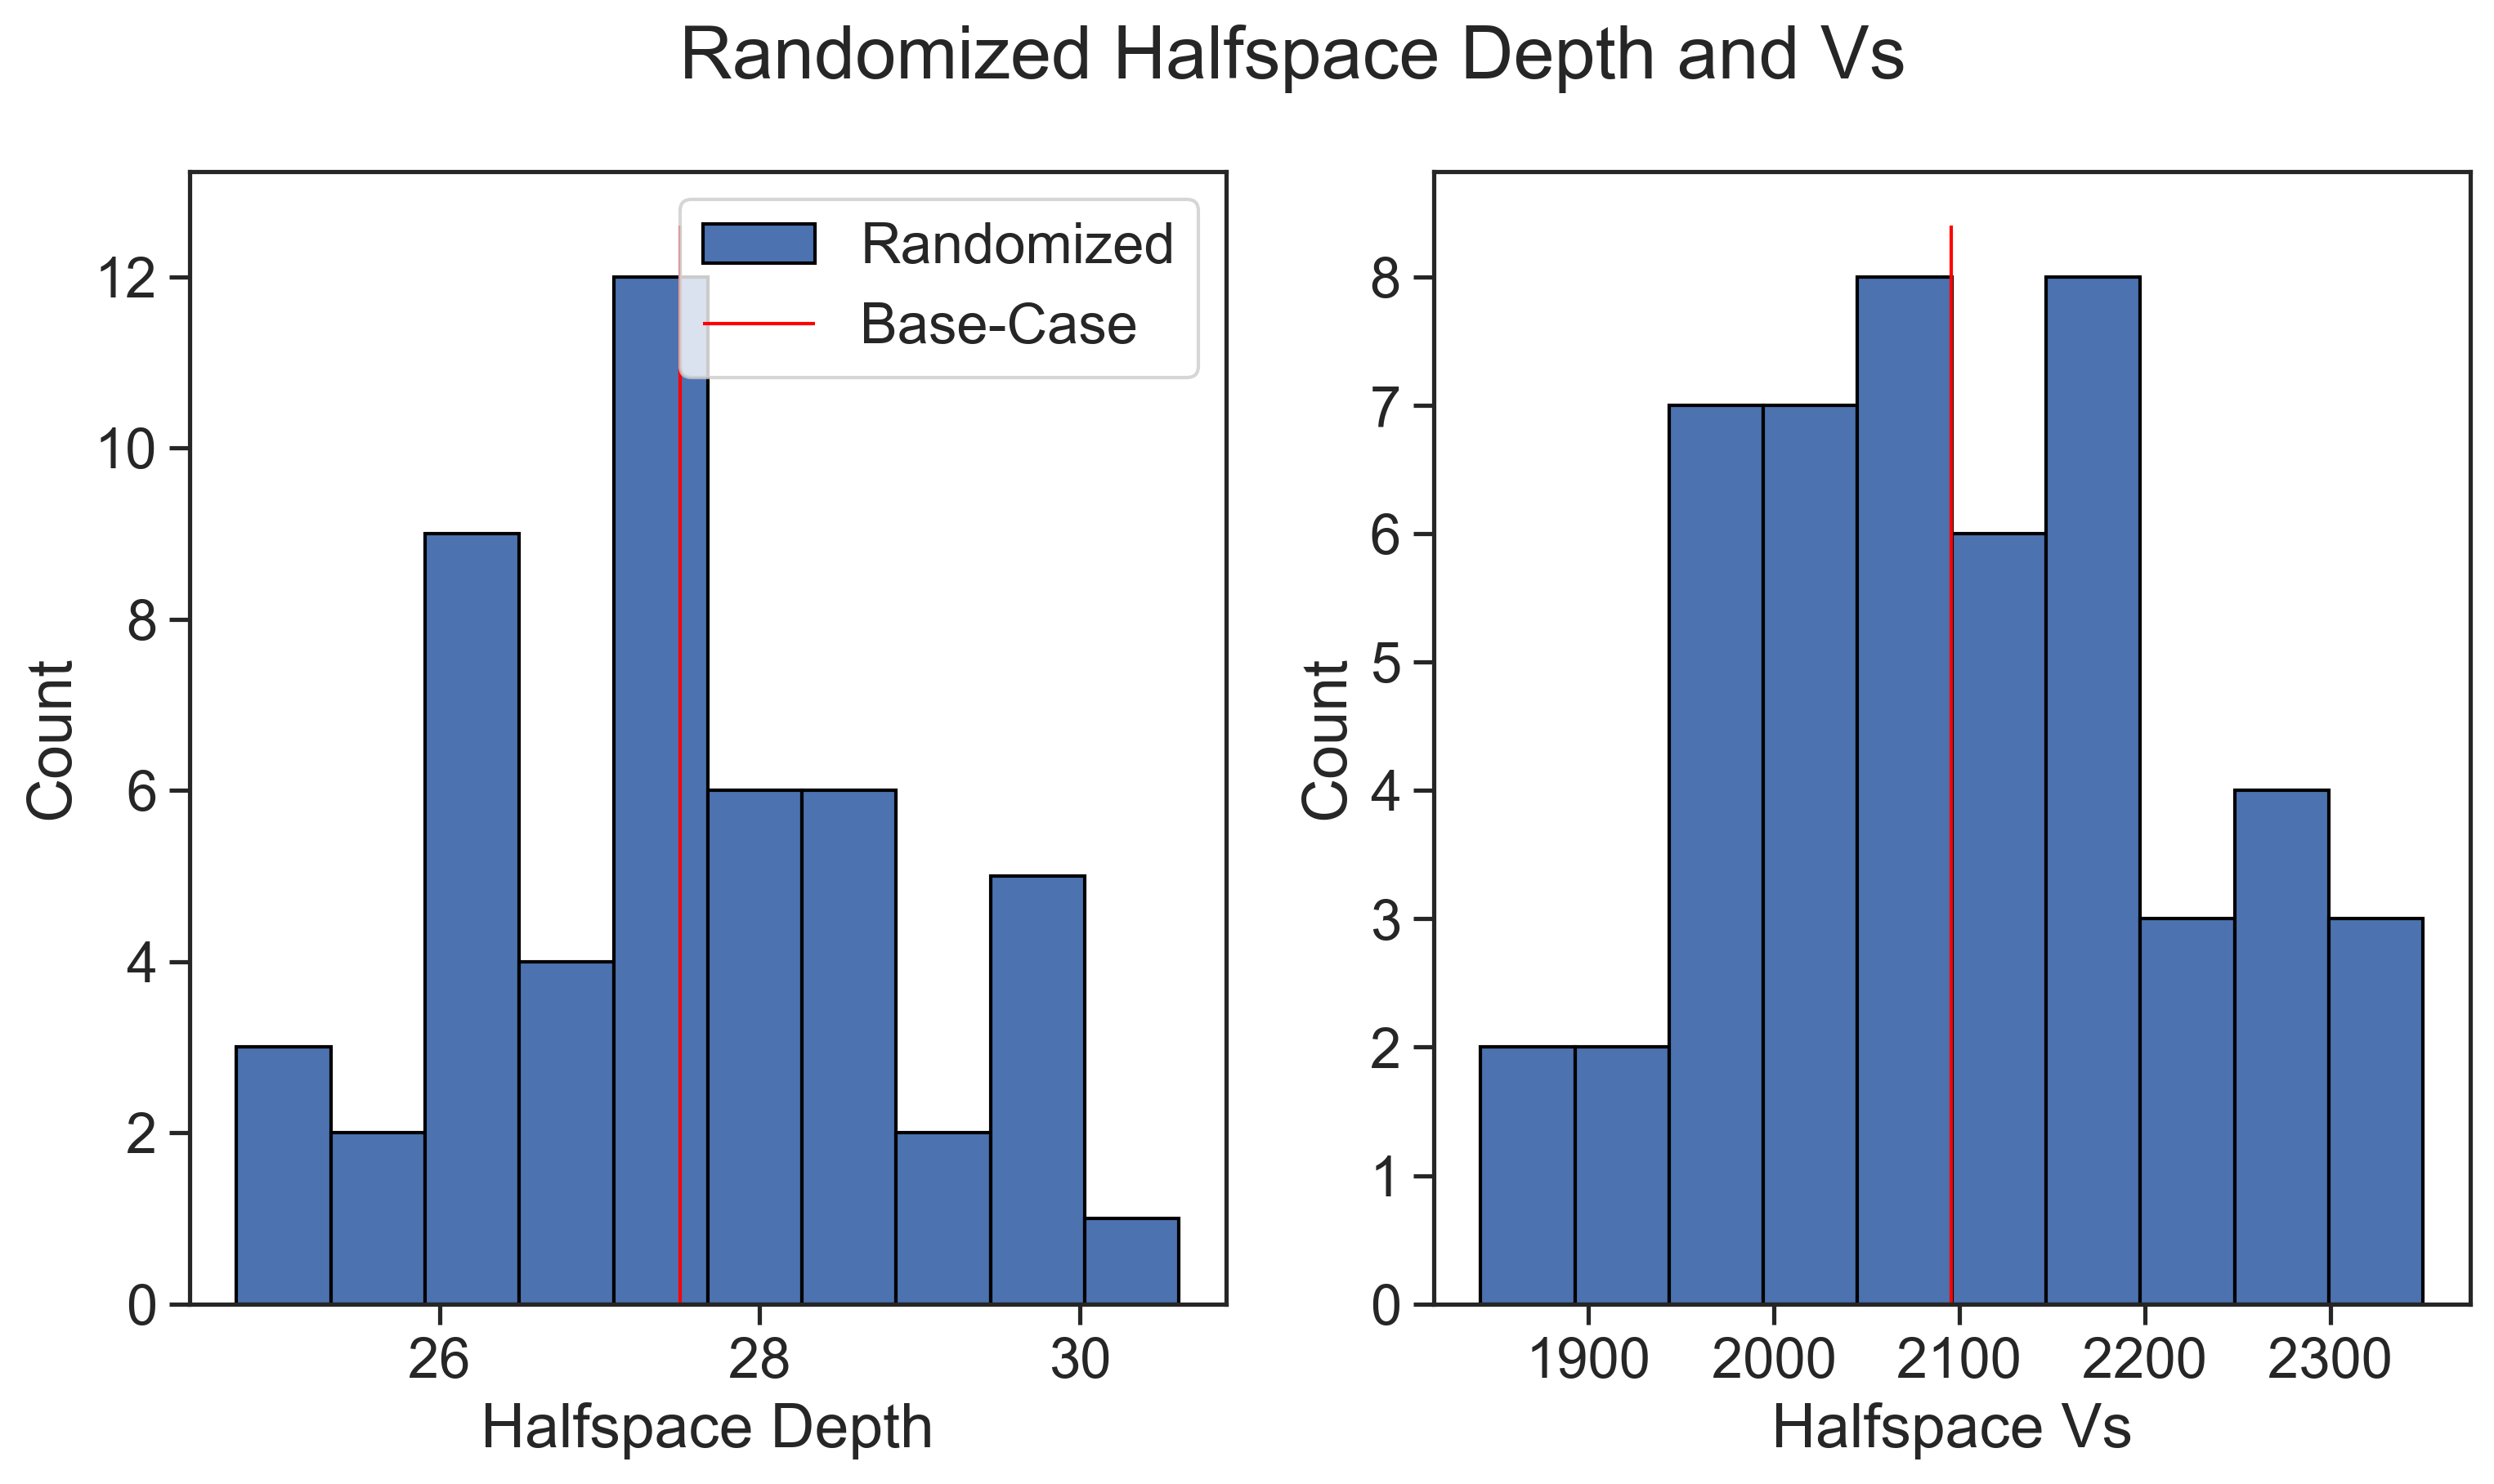 Randomized Halfspace Depth and Vs
Randomized
Base-Case
Count
12
10
8
6
4
2
0
26 28 30
Halfspace Depth
Count
8
7
6
5
4
3
2
1
0
1900 2000 2100 2200 2300
Halfspace Vs